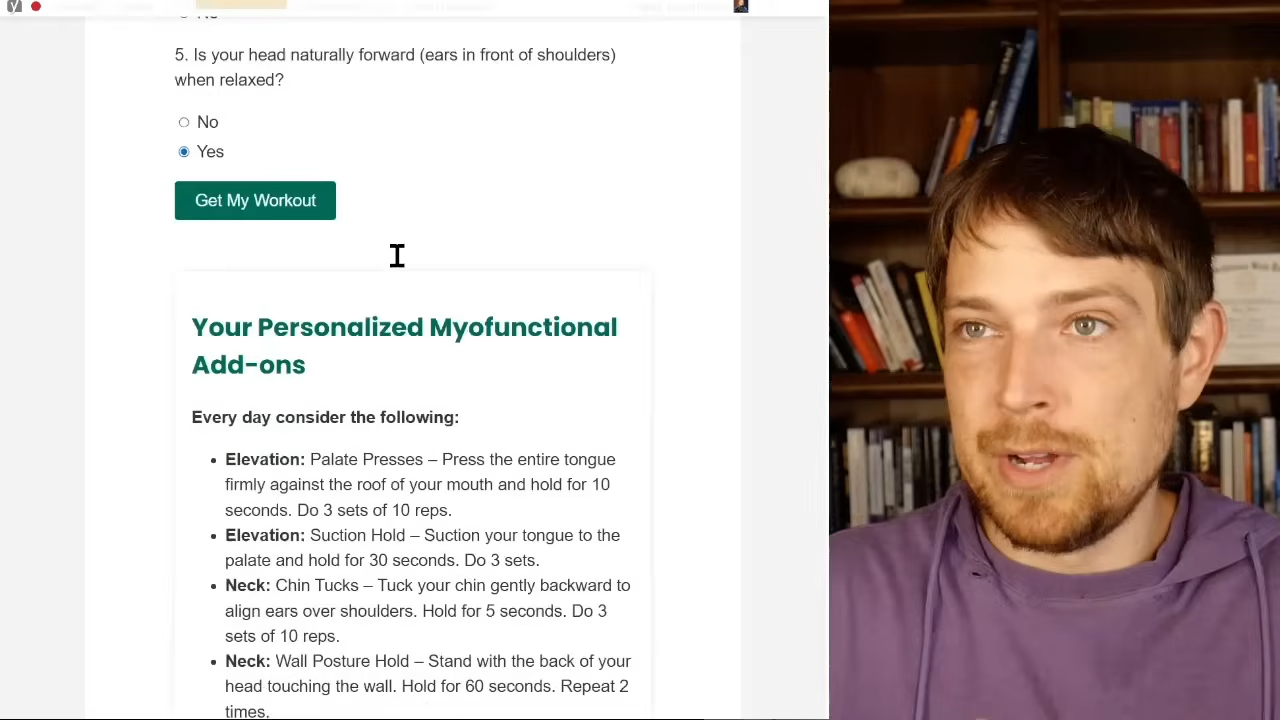 5. Is your head naturally forward (ears in front of shoulders)
when relaxed?
No
Yes
Get My Workout
Your Personalized Myofunctional
Add-ons
Every day consider the following:
Elevation: Palate Presses – Press the entire tongue
firmly against the roof of your mouth and hold for 10
seconds. Do 3 sets of 10 reps.
Elevation: Suction Hold – Suction your tongue to the
palate and hold for 30 seconds. Do 3 sets.
Neck: Chin Tucks – Tuck your chin gently backward to
align ears over shoulders. Hold for 5 seconds. Do 3
sets of 10 reps.
Neck: Wall Posture Hold – Stand with the back of your
head touching the wall. Hold for 60 seconds. Repeat 2
times.